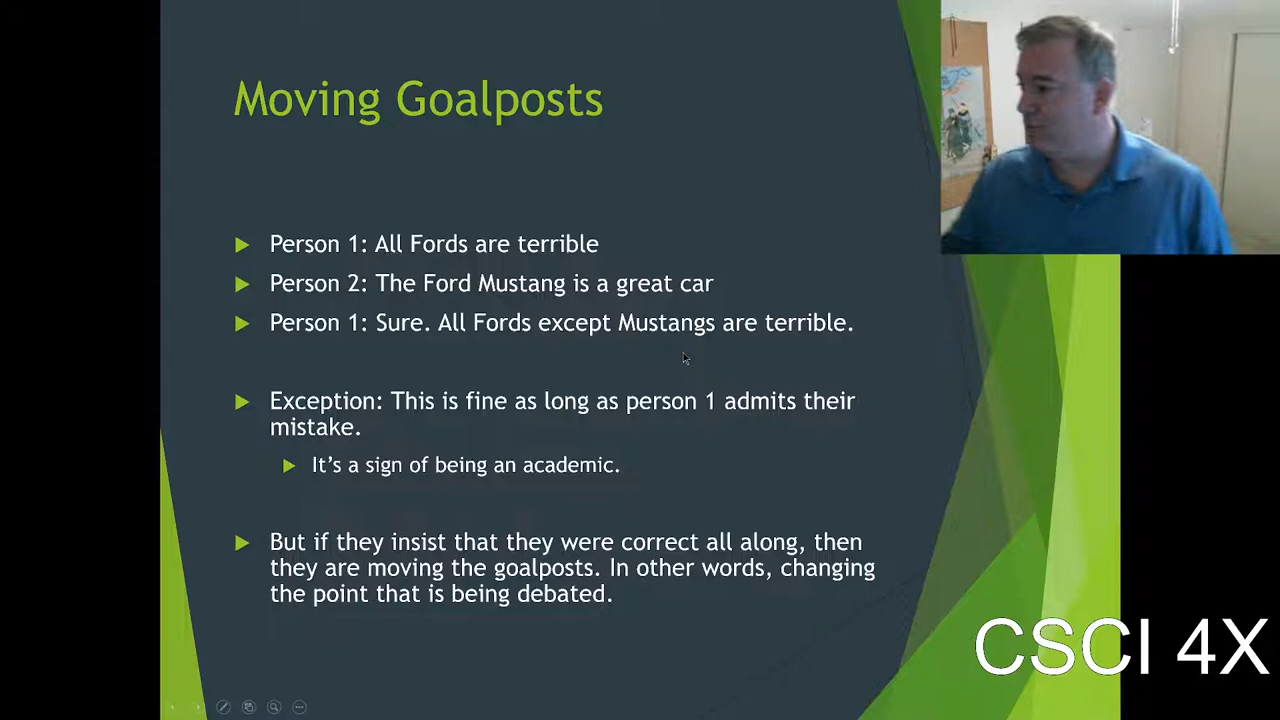 Moving Goalposts
Person 1: All Fords are terrible
Person 2: The Ford Mustang is a great car
Person 1: Sure. All Fords except Mustangs are terrible.
Exception: This is fine as long as person 1 admits their
mistake.
It's a sign of being an academic.
But if they insist that they were correct all along, then
they are moving the goalposts. In other words, changing
the point that is being debated.
CSCI 4X